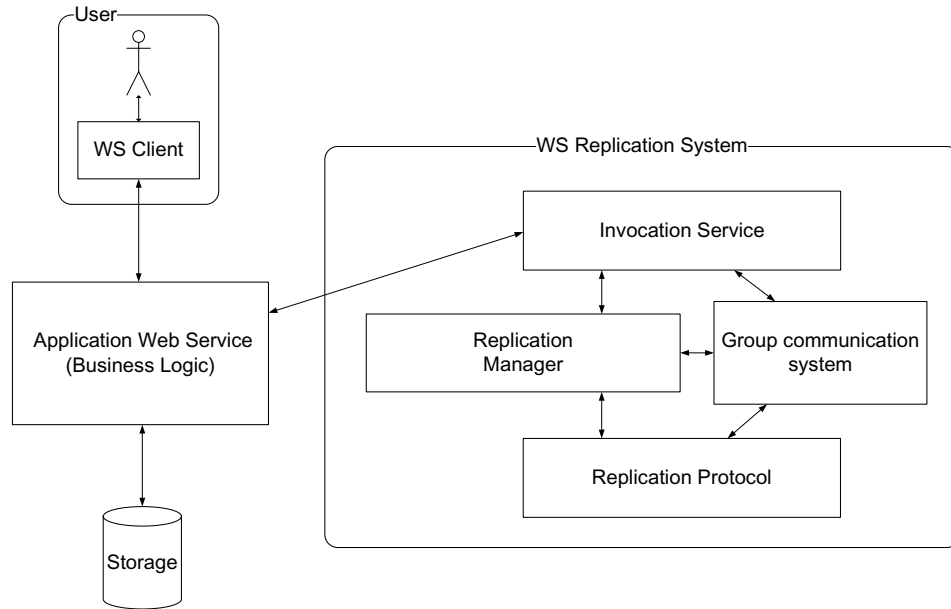 User
WS Client
Application Web Service
(Business Logic)
Storage
WS Replication System
Invocation Service
Replication
Manager
Group communication
system
Replication Protocol